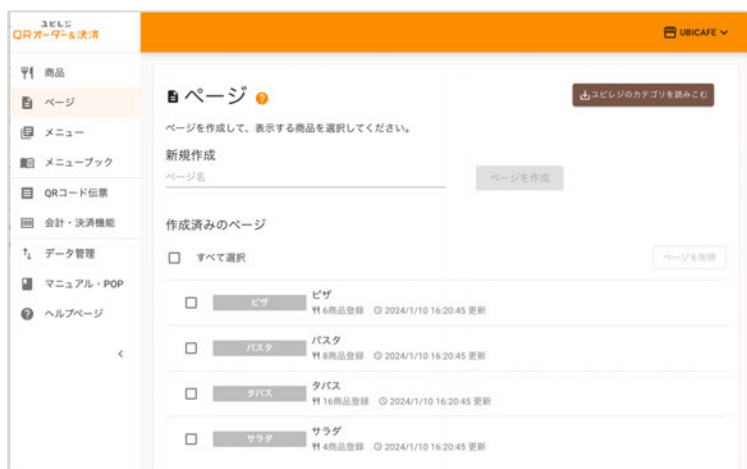 ユビレジ
QRオーダー&決済
UBICAFE
商品
ページ
メニュー
メニューブック
QRコード伝票
会計・決済機能
データ管理
マニュアル・POP
ヘルプページ
ページ
ユビレジのカテゴリを読みこむ
ページを作成して、表示する商品を選択してください。
新規作成
ページ名
ページを作成
作成済みのページ
すべて選択
ページを削除
ピザ
ピザ
6商品登録 2024/1/10 16:20:45 更新
パスタ
パスタ
8商品登録 2024/1/10 16:20:45 更新
タパス
タパス
16商品登録 2024/1/10 16:20:45 更新
サラダ
サラダ
4商品登録 2024/1/10 16:20:45 更新